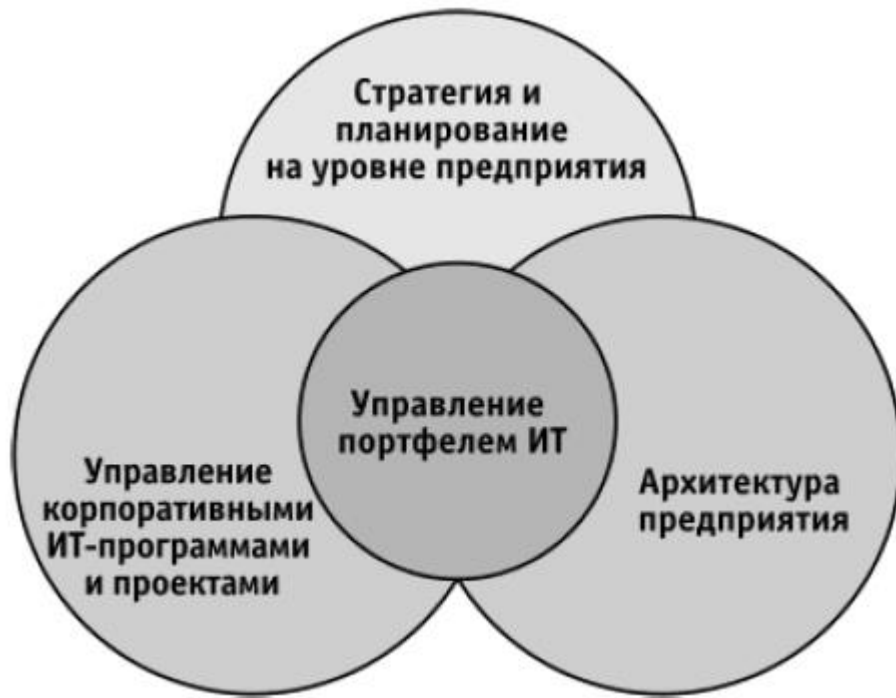 Стратегия и
планирование
на уровне предприятия
Управление
портфелем ИТ
Управление
корпоративными
ИТ-программами
и проектами
Архитектура
предприятия